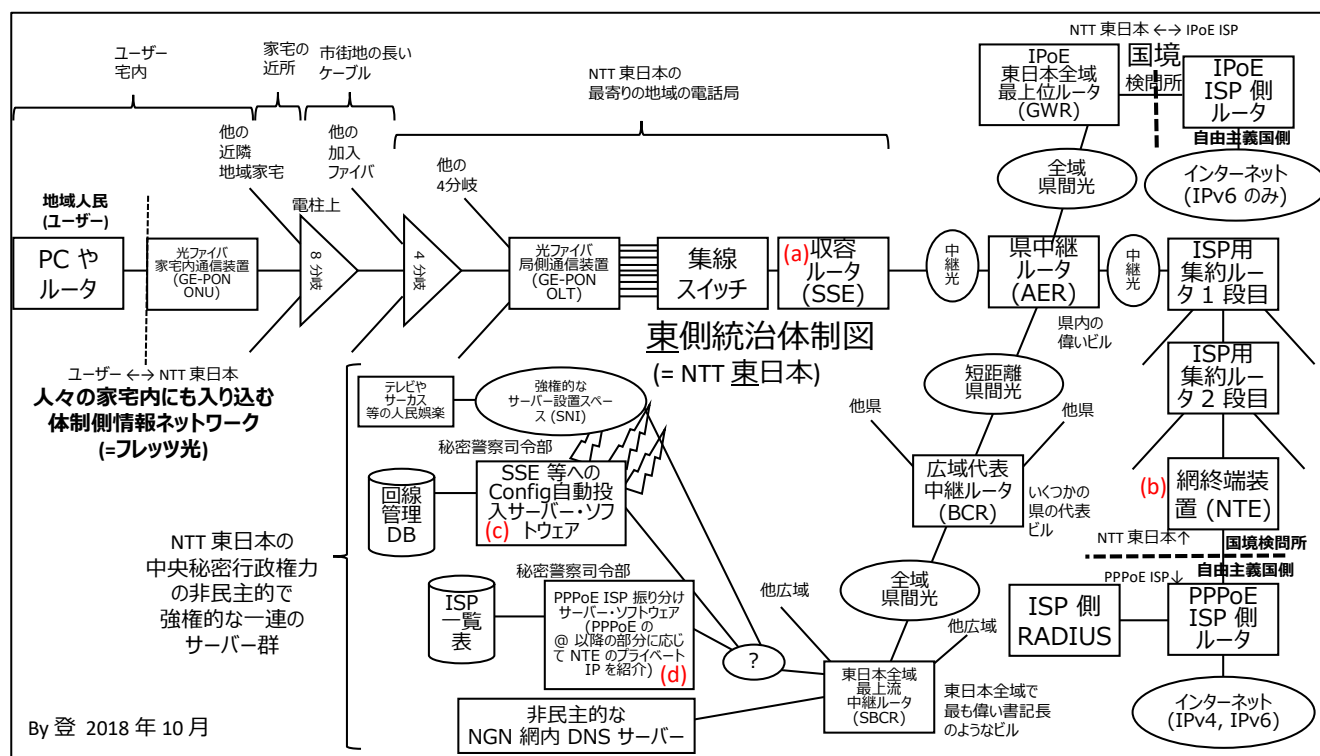 ユーザー
宅内
家宅の
近所
市街地の長い
ケーブル
NTT 東日本の
最寄りの地域の電話局
NTT 東日本 ←→ IPoE ISP
IPoE
東日本全域
最上位ルータ
(GWR)
国境
検問所
IPoE
ISP 側
ルータ
自由主義国側
インターネット
(IPv6 のみ)
全域
県間光
他の
近隣
地域家宅
他の
加入
ファイバ
他の
4分岐
地域人民
(ユーザー)
電柱上
PC や
ルータ
光ファイバ
家宅内通信装置
(GE-PON
ONU)
8 分岐
4 分岐
光ファイバ
局側通信装置
(GE-PON
OLT)
集線
スイッチ
(a) 収容
ルータ
(SSE)
中継光
県中継
ルータ
(AER)
中継光
ISP用
集約ルー
タ 1 段目
県内の
偉いビル
東側統治体制図
(= NTT 東日本)
ユーザー ←→ NTT 東日本
人々の家宅内にも入り込む
体制側情報ネットワーク
(=フレッツ光)
ISP用
集約ルー
タ 2 段目
短距離
県間光
テレビや
サーカス
等の人民娯楽
強権的な
サーバー設置スペー
ス (SNI)
他県
他県
秘密警察司令部
回線
管理
DB
SSE 等への
Config自動投
入サーバー・ソフ
トウェア
(c)
広域代表
中継ルータ
(BCR)
いくつかの
県の代表
ビル
(b) 網終端装
置 (NTE)
NTT 東日本↑
国境検問所
PPPoE ISP↓
自由主義国側
NTT 東日本の
中央秘密行政権力
の非民主的で
強権的な一連の
サーバー群
秘密警察司令部
ISP
一覧
表
PPPoE ISP 振り分け
サーバー・ソフトウェア
(PPPoE の
@ 以降の部分に応じ
て NTE のプライベート
IP を紹介)
(d)
全域
県間光
他広域
他広域
ISP 側
RADIUS
PPPoE
ISP 側
ルータ
?
東日本全域
最上流
中継ルータ
(SBCR)
東日本全域で
最も偉い書記長
のようなビル
インターネット
(IPv4, IPv6)
非民主的な
NGN 網内 DNS サーバー
By 登 2018 年 10 月